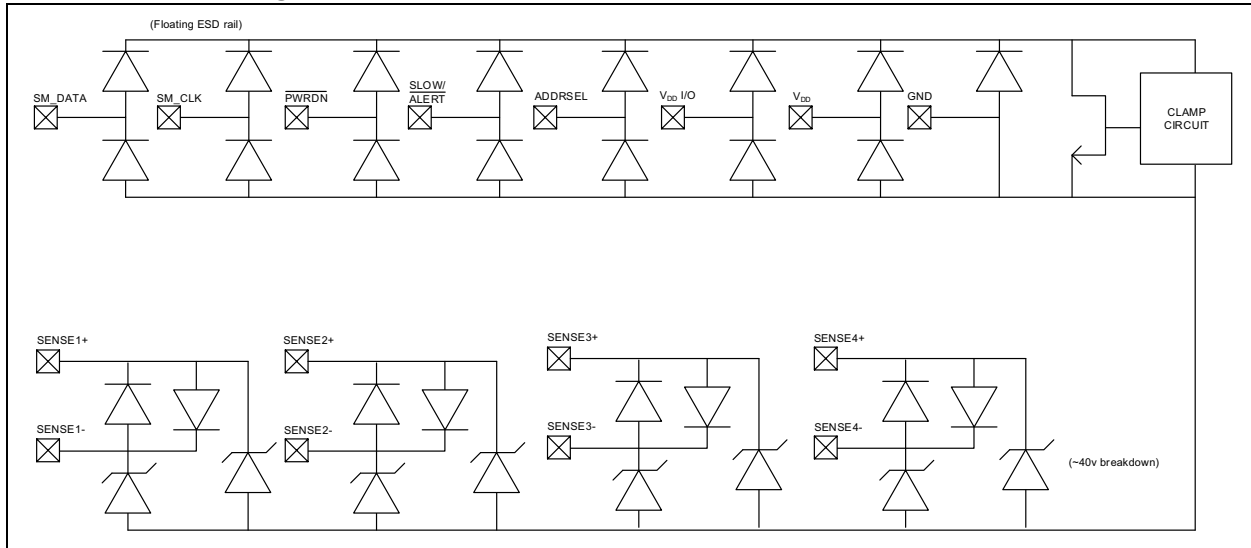 (Floating ESD rail)
SM_DATA
SM_CLK
PWRDN
SLOW/
ALERT
ADDRSEL
VDD I/O
VDD
GND
CLAMP
CIRCUIT
SENSE1+
SENSE2+
SENSE3+
SENSE4+
SENSE1-
SENSE2-
SENSE3-
SENSE4-
(~40v breakdown)